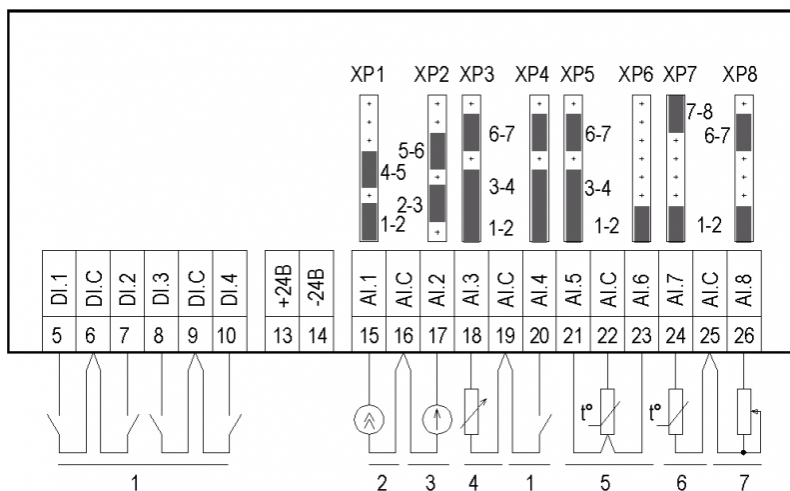 XP1 XP2 XP3 XP4 XP5 XP6 XP7 XP8
7-8
5-6 6-7 6-7 6-7
4-5
3-4 3-4
2-3
1-2 1-2 1-2 1-2
DI.1 DI.C DI.2 DI.3 DI.C DI.4 +24В -24В AI.1 AI.C AI.2 AI.3 AI.C AI.4 AI.5 AI.C AI.6 AI.7 AI.C AI.8
5 6 7 8 9 10 13 14 15 16 17 18 19 20 21 22 23 24 25 26
t° t°
1 2 3 4 1 5 6 7